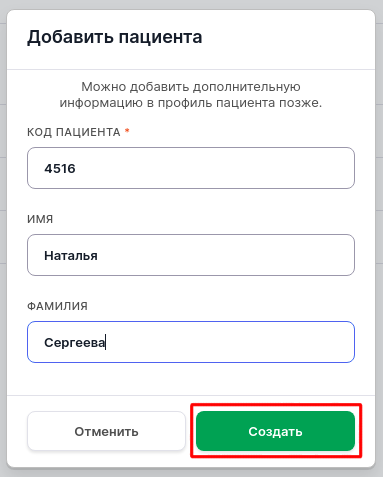 Добавить пациента
Можно добавить дополнительную
информацию в профиль пациента позже.
КОД ПАЦИЕНТА *
4516
ИМЯ
Наталья
ФАМИЛИЯ
Сергеева
Отменить
Создать